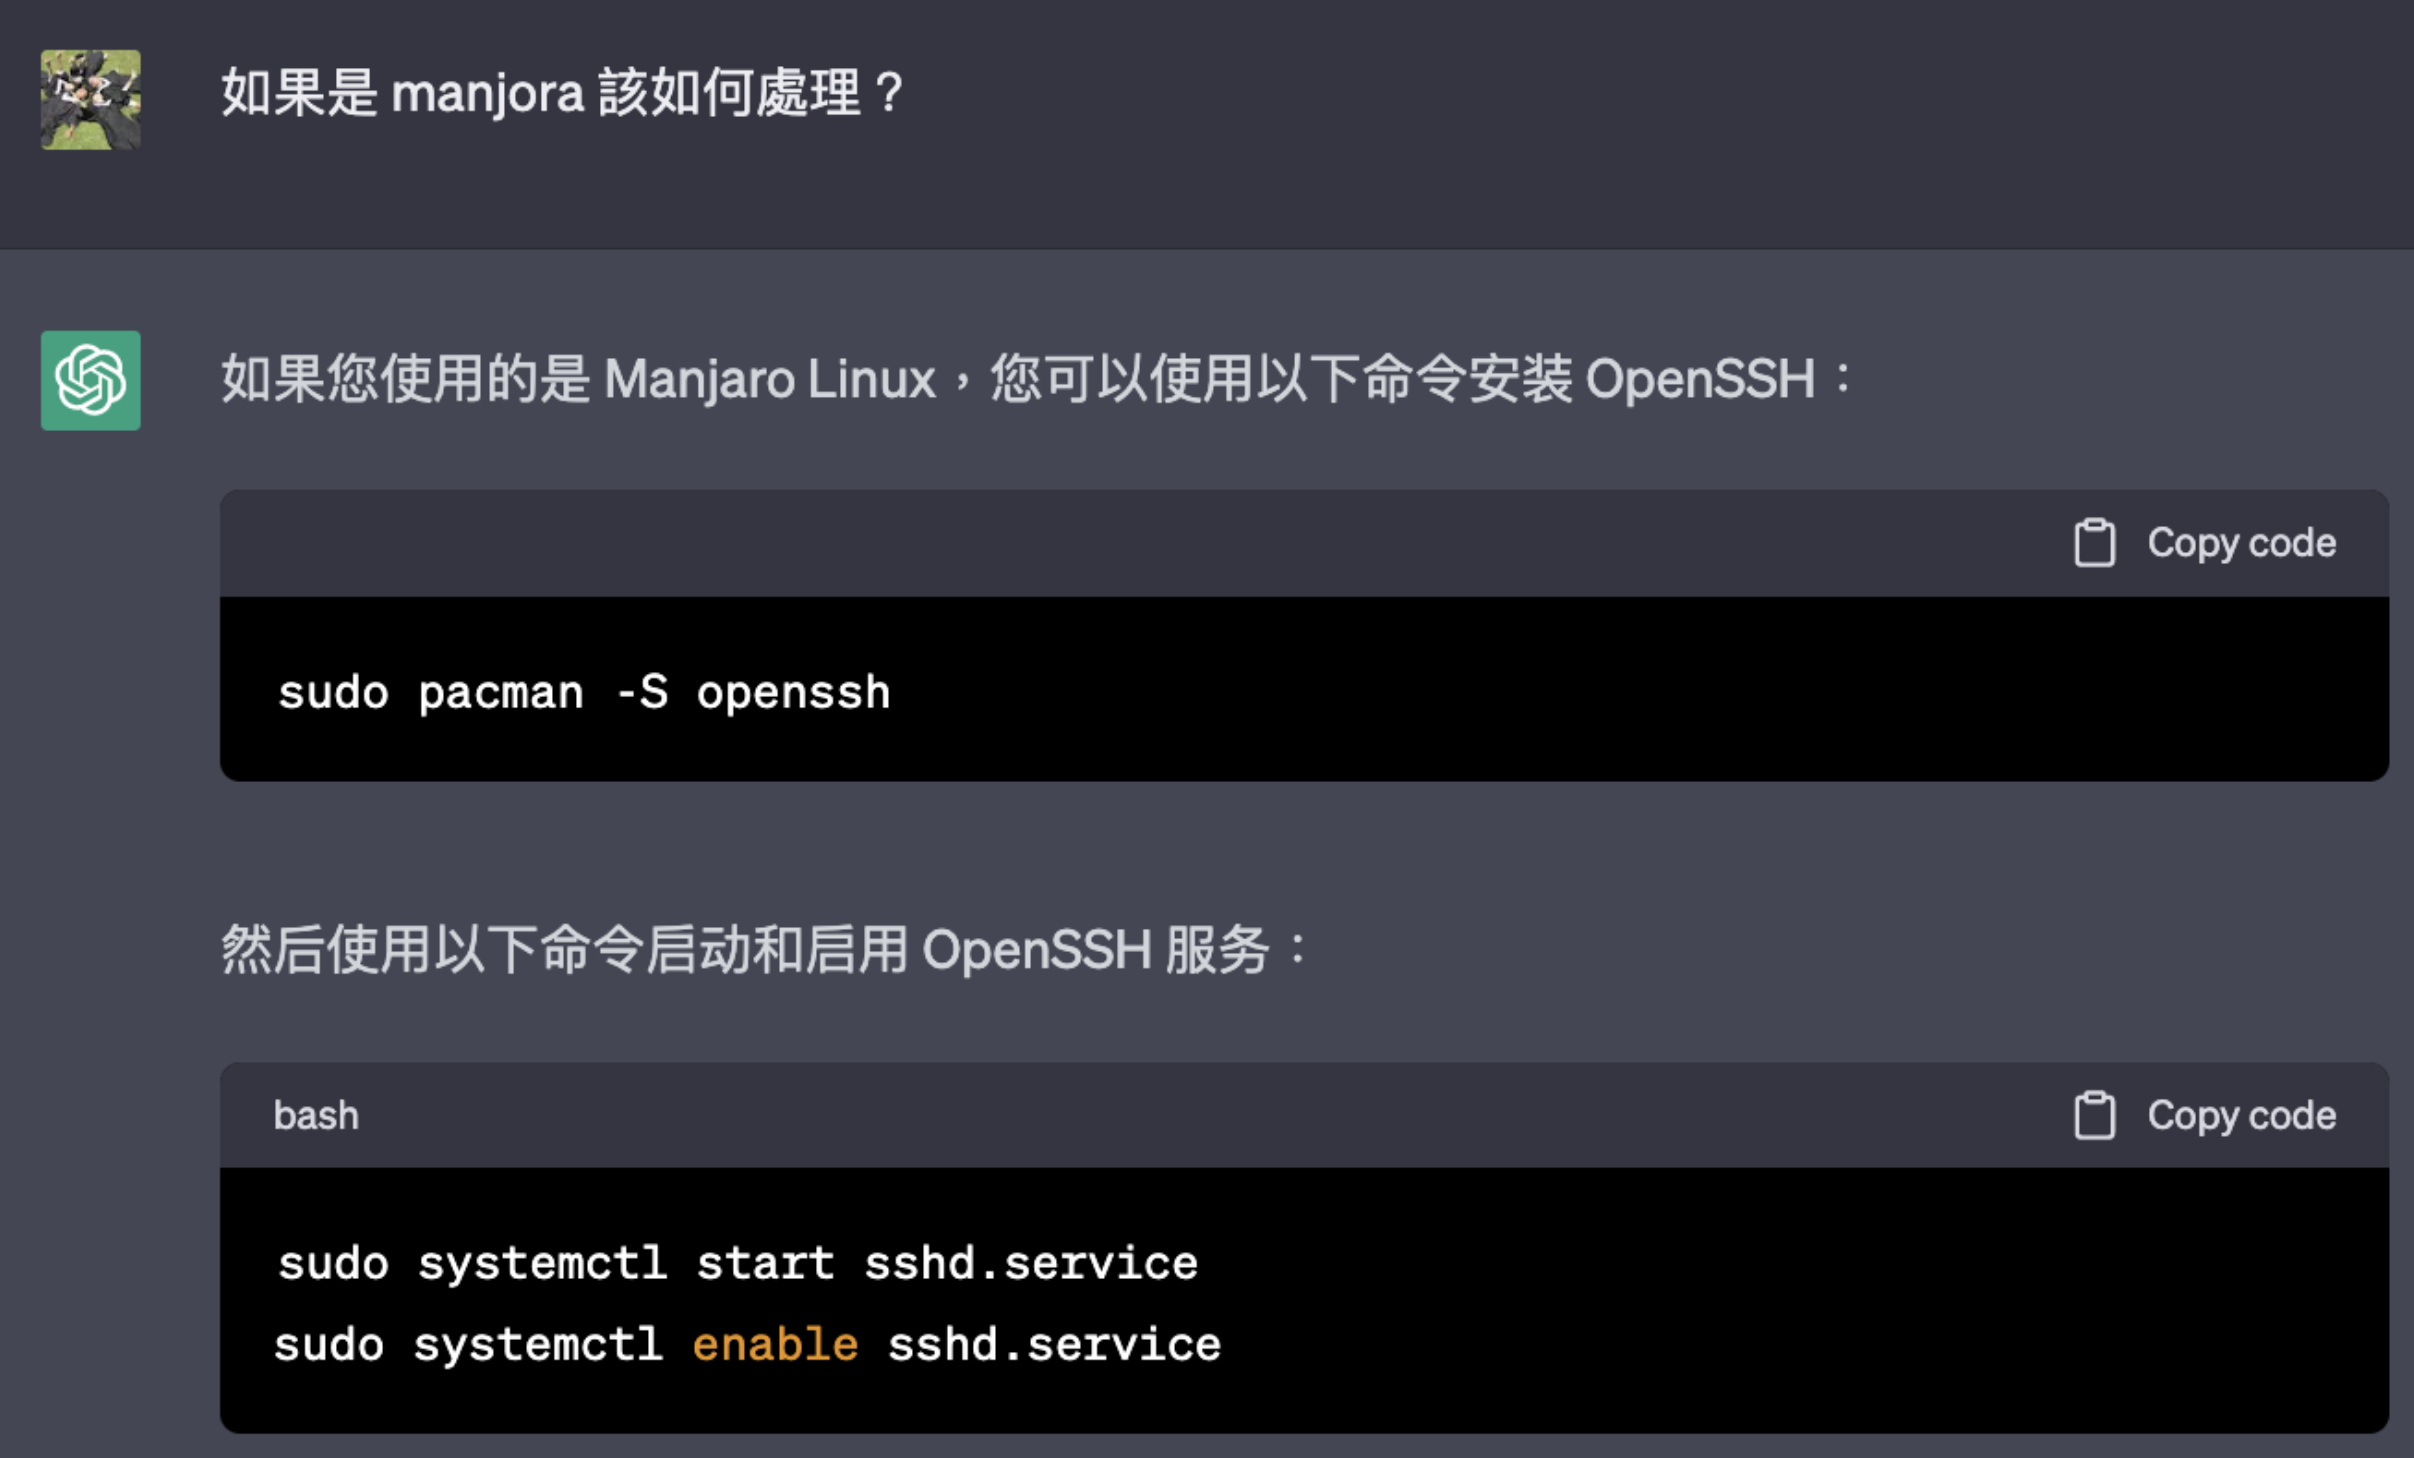 如果是 manjora 該如何處理？
如果您使用的是 Manjaro Linux，您可以使用以下命令安装 OpenSSH：
Copy code
sudo pacman -S openssh
然后使用以下命令启动和启用 OpenSSH 服务：
bash
Copy code
sudo systemctl start sshd.service
sudo systemctl enable sshd.service